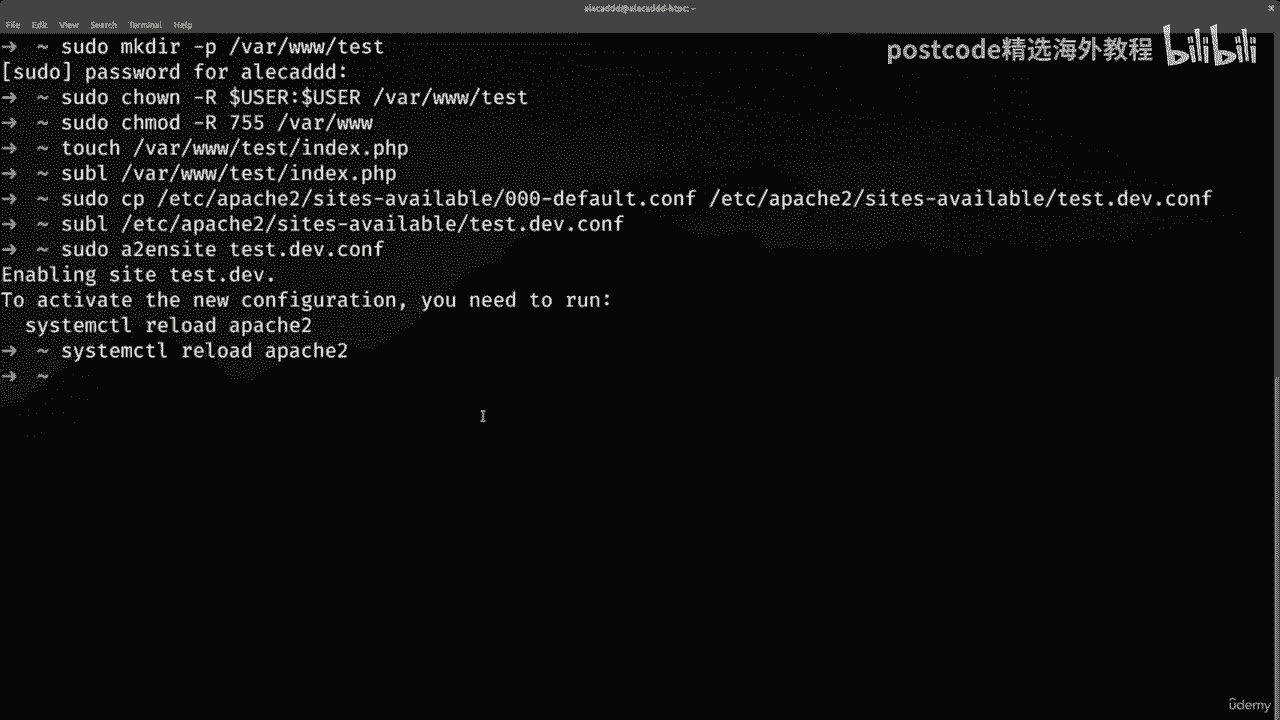 alecaddd@alecaddd-htpc: ~
File Edit View Search Terminal Help
→ ~ sudo mkdir -p /var/www/test
[sudo] password for alecaddd:
→ ~ sudo chown -R $USER:$USER /var/www/test
→ ~ sudo chmod -R 755 /var/www
→ ~ touch /var/www/test/index.php
→ ~ subl /var/www/test/index.php
→ ~ sudo cp /etc/apache2/sites-available/000-default.conf /etc/apache2/sites-available/test.dev.conf
→ ~ subl /etc/apache2/sites-available/test.dev.conf
→ ~ sudo a2ensite test.dev.conf
Enabling site test.dev.
To activate the new configuration, you need to run:
  systemctl reload apache2
→ ~ systemctl reload apache2
→ ~
postcode精选海外教程 bilibili
ûdemy